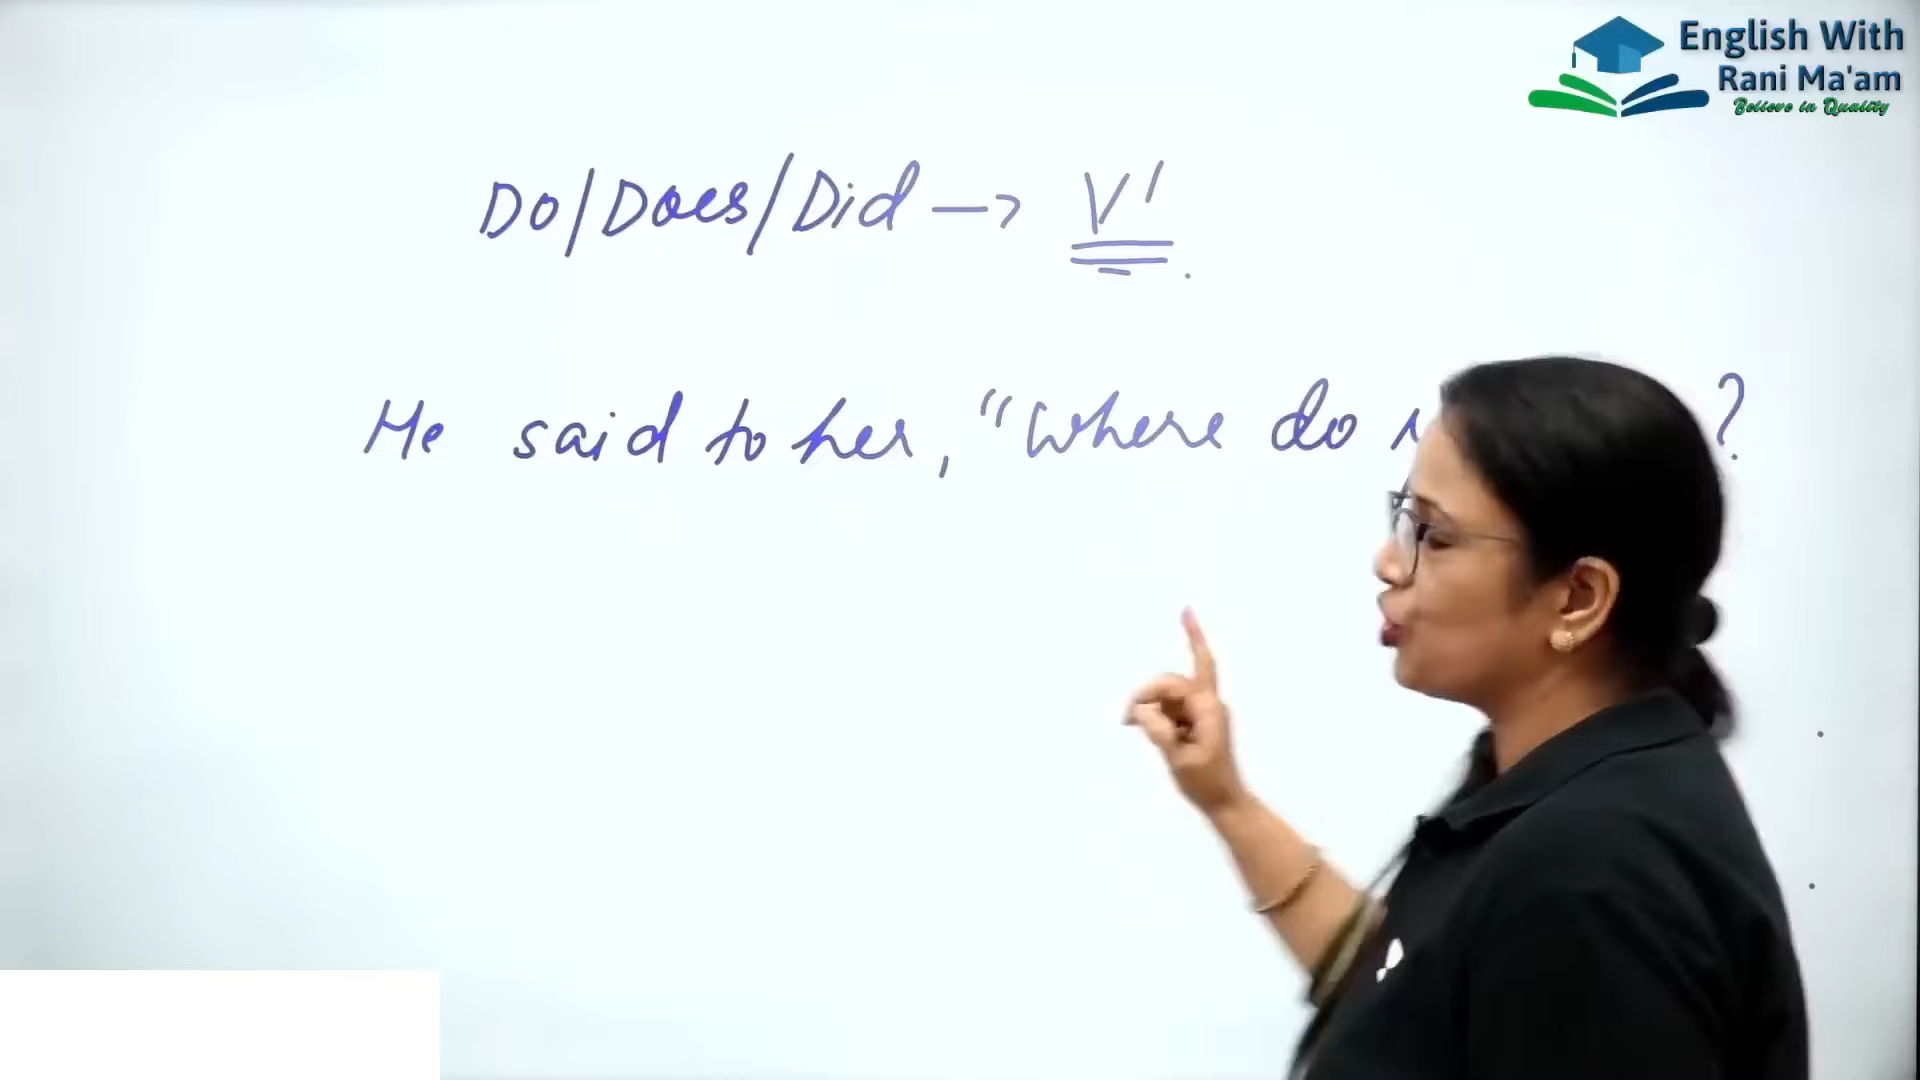 English With
Rani Ma'am
Believe in Quality
Do/Does/Did → V'
He said to her, "Where do ?